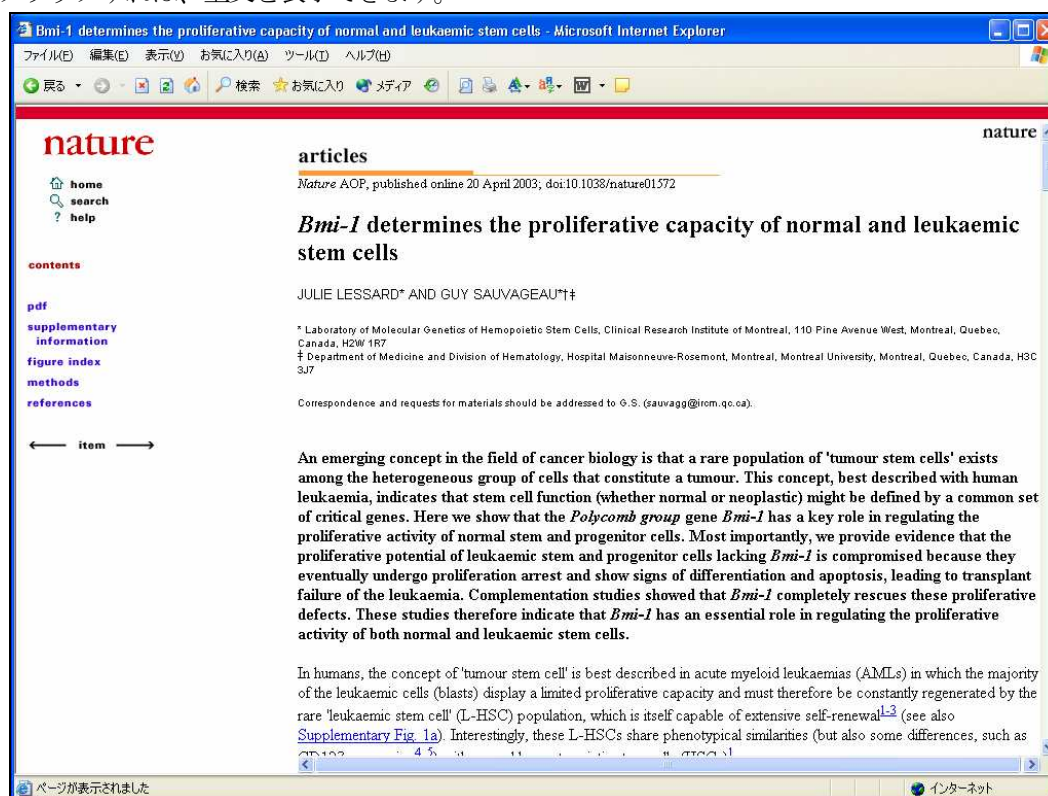 Bmi-1 determines the proliferative capacity of normal and leukaemic stem cells - Microsoft Internet Explorer
ファイル(F) 編集(E) 表示(V) お気に入り(A) ツール(T) ヘルプ(H)
戻る 検索 お気に入り メディア
nature
home
search
? help
contents
pdf
supplementary
information
figure index
methods
references
item
nature
articles
Nature AOP, published online 20 April 2003; doi:10.1038/nature01572
Bmi-1 determines the proliferative capacity of normal and leukaemic
stem cells
JULIE LESSARD* AND GUY SAUVAGEAU*†‡
* Laboratory of Molecular Genetics of Hemopoietic Stem Cells, Clinical Research Institute of Montreal, 110 Pine Avenue West, Montreal, Quebec,
Canada, H2W 1R7
‡ Department of Medicine and Division of Hematology, Hospital Maisonneuve-Rosemont, Montreal, Montreal University, Montreal, Quebec, Canada, H3C
3J7
Correspondence and requests for materials should be addressed to G.S. (sauvagg@ircm.qc.ca).
An emerging concept in the field of cancer biology is that a rare population of 'tumour stem cells' exists
among the heterogeneous group of cells that constitute a tumour. This concept, best described with human
leukaemia, indicates that stem cell function (whether normal or neoplastic) might be defined by a common set
of critical genes. Here we show that the Polycomb group gene Bmi-1 has a key role in regulating the
proliferative activity of normal stem and progenitor cells. Most importantly, we provide evidence that the
proliferative potential of leukaemic stem and progenitor cells lacking Bmi-1 is compromised because they
eventually undergo proliferation arrest and show signs of differentiation and apoptosis, leading to transplant
failure of the leukaemia. Complementation studies showed that Bmi-1 completely rescues these proliferative
defects. These studies therefore indicate that Bmi-1 has an essential role in regulating the proliferative
activity of both normal and leukaemic stem cells.
In humans, the concept of 'tumour stem cell' is best described in acute myeloid leukaemias (AMLs) in which the majority
of the leukaemic cells (blasts) display a limited proliferative capacity and must therefore be constantly regenerated by the
rare 'leukaemic stem cell' (L-HSC) population, which is itself capable of extensive self-renewal1-3 (see also
Supplementary Fig. 1a). Interestingly, these L-HSCs share phenotypical similarities (but also some differences, such as
ページが表示されました インターネット